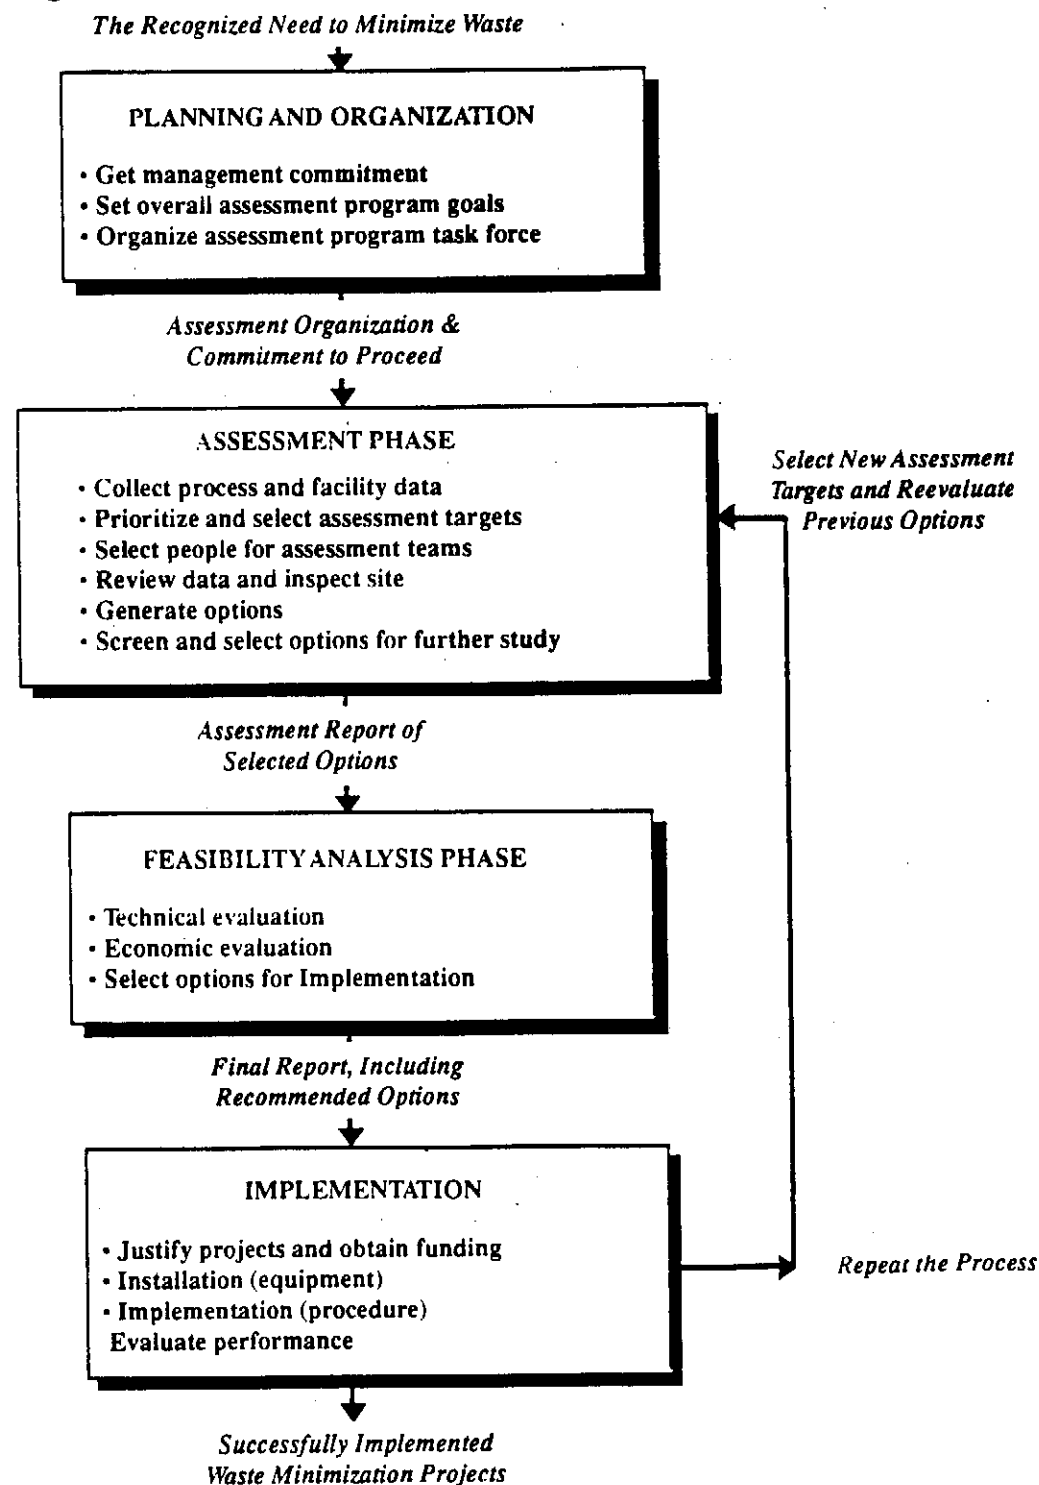 The Recognized Need to Minimize Waste
PLANNING AND ORGANIZATION
• Get management commitment
• Set overall assessment program goals
• Organize assessment program task force
Assessment Organization &
Commitment to Proceed
ASSESSMENT PHASE
• Collect process and facility data
• Prioritize and select assessment targets
• Select people for assessment teams
• Review data and inspect site
• Generate options
• Screen and select options for further study
Select New Assessment
Targets and Reevaluate
Previous Options
Assessment Report of
Selected Options
FEASIBILITY ANALYSIS PHASE
• Technical evaluation
• Economic evaluation
• Select options for Implementation
Final Report, Including
Recommended Options
IMPLEMENTATION
• Justify projects and obtain funding
• Installation (equipment)
• Implementation (procedure)
Evaluate performance
Repeat the Process
Successfully Implemented
Waste Minimization Projects